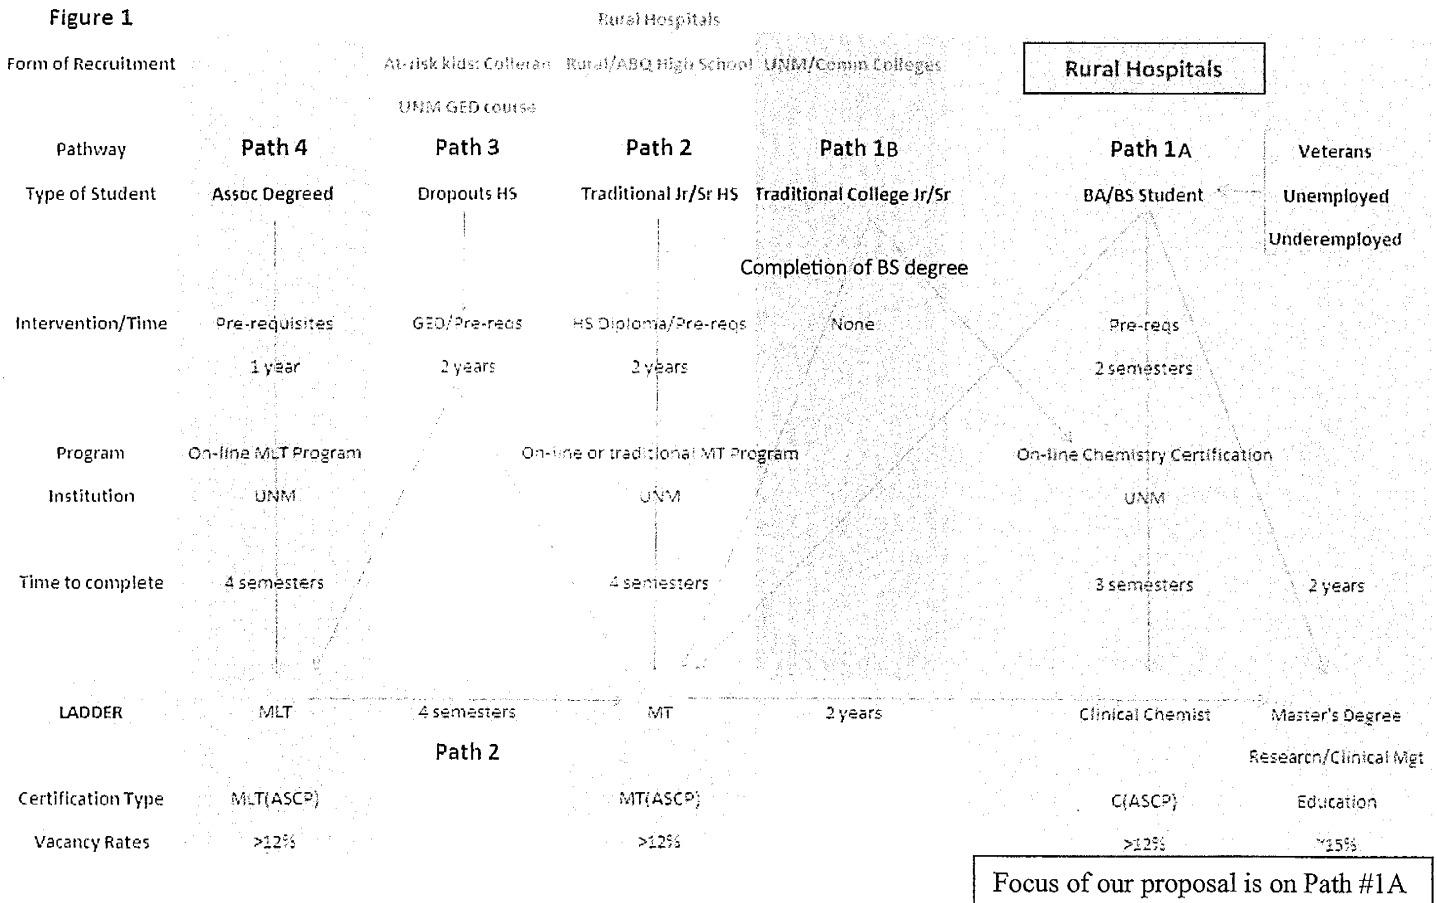 Figure 1
Rural Hospitals
Form of Recruitment At-risk kids: Colleran Rural/ABQ High School UNM/Comm Colleges Rural Hospitals
UNM GED course
Pathway Path 4 Path 3 Path 2 Path 1B Path 1A Veterans
Type of Student Assoc Degreed Dropouts HS Traditional Jr/Sr HS Traditional College Jr/Sr BA/BS Student Unemployed
Underemployed
Completion of BS degree
Intervention/Time Pre-requisites GED/Pre-reqs HS Diploma/Pre-reqs None Pre-reqs
1 year 2 years 2 years 2 semesters
Program On-line MLT Program On-line or traditional MT Program On-line Chemistry Certification
Institution UNM UNM UNM
Time to complete 4 semesters 4 semesters 3 semesters 2 years
LADDER MLT 4 semesters MT 2 years Clinical Chemist Master's Degree
Path 2 Research/Clinical Mgt
Certification Type MLT(ASCP) MT(ASCP) C(ASCP) Education
Vacancy Rates >12% >12% >12% ~15%
Focus of our proposal is on Path #1A